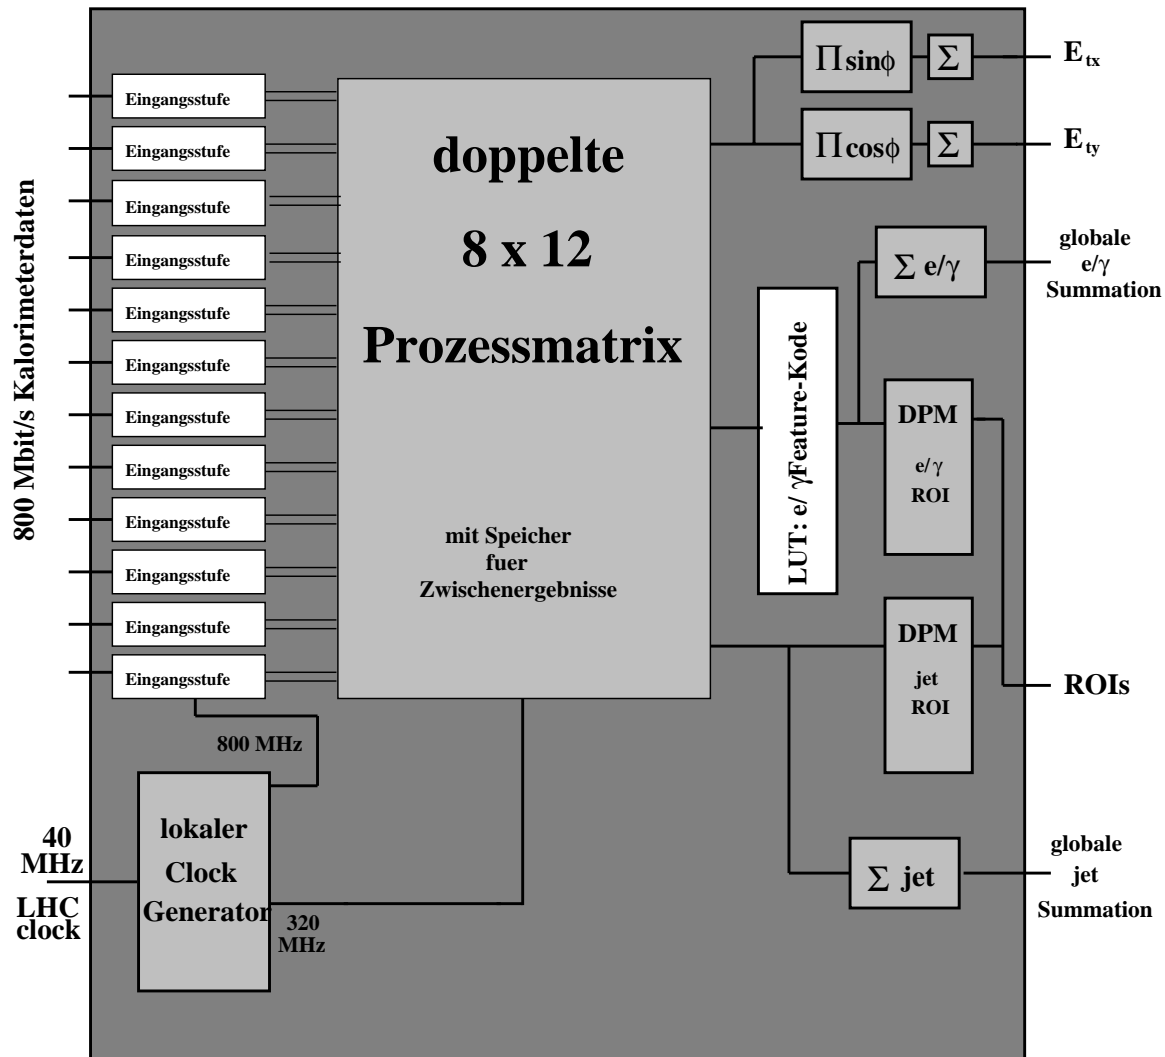 800 Mbit/s Kalorimeterdaten
Eingangsstufe
Eingangsstufe
Eingangsstufe
Eingangsstufe
Eingangsstufe
Eingangsstufe
Eingangsstufe
Eingangsstufe
Eingangsstufe
Eingangsstufe
Eingangsstufe
Eingangsstufe
doppelte
8 x 12
Prozessmatrix
mit Speicher
fuer
Zwischenergebnisse
Πsinϕ
Σ
E tx
Πcosϕ
Σ
E ty
Σ e/γ
globale
e/γ
Summation
LUT: e/ γFeature-Kode
DPM
e/ γ
ROI
DPM
jet
ROI
ROIs
Σ jet
globale
jet
Summation
800 MHz
40
MHz
LHC
clock
lokaler
Clock
Generator
320
MHz